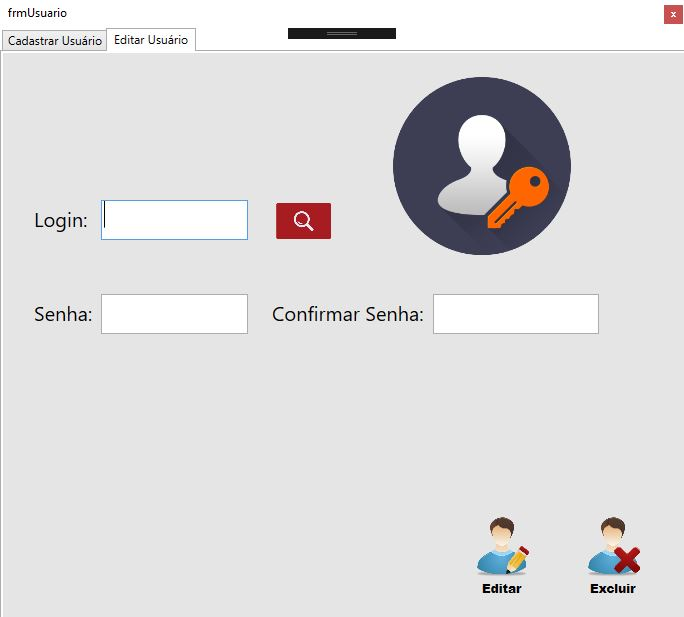 frmUsuario
x
Cadastrar Usuário
Editar Usuário
Login:
Senha:
Confirmar Senha:
Editar
Excluir